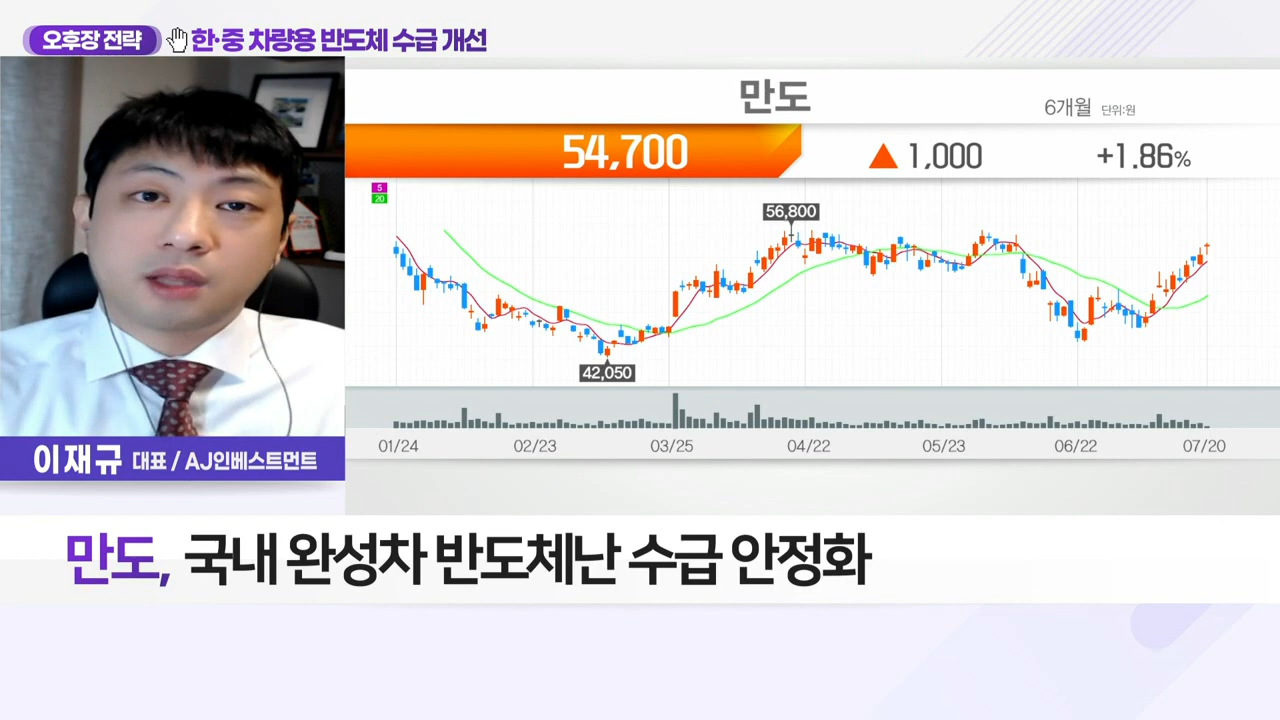 오후장 전략 한·중 차량용 반도체 수급 개선
만도
6개월 단위:원
54,700 ▲ 1,000 +1.86%
5
20
56,800
42,050
01/24 02/23 03/25 04/22 05/23 06/22 07/20
이재규 대표 / AJ인베스트먼트
만도, 국내 완성차 반도체난 수급 안정화